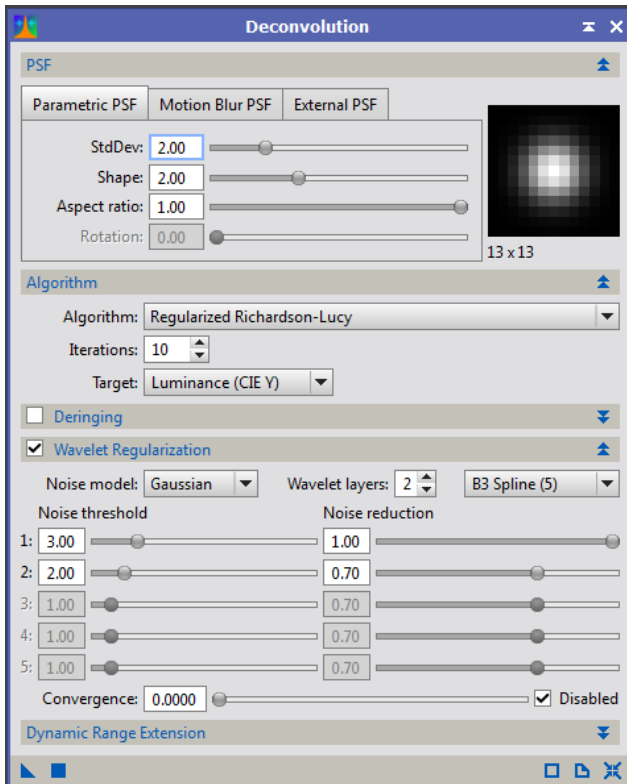 Deconvolution
PSF
Parametric PSF Motion Blur PSF External PSF
StdDev: 2.00
Shape: 2.00
Aspect ratio: 1.00
Rotation: 0.00
13 x 13
Algorithm
Algorithm: Regularized Richardson-Lucy
Iterations: 10
Target: Luminance (CIE Y)
Deringing
Wavelet Regularization
Noise model: Gaussian Wavelet layers: 2 B3 Spline (5)
Noise threshold Noise reduction
1: 3.00 1.00
2: 2.00 0.70
3: 1.00 0.70
4: 1.00 0.70
5: 1.00 0.70
Convergence: 0.0000 Disabled
Dynamic Range Extension